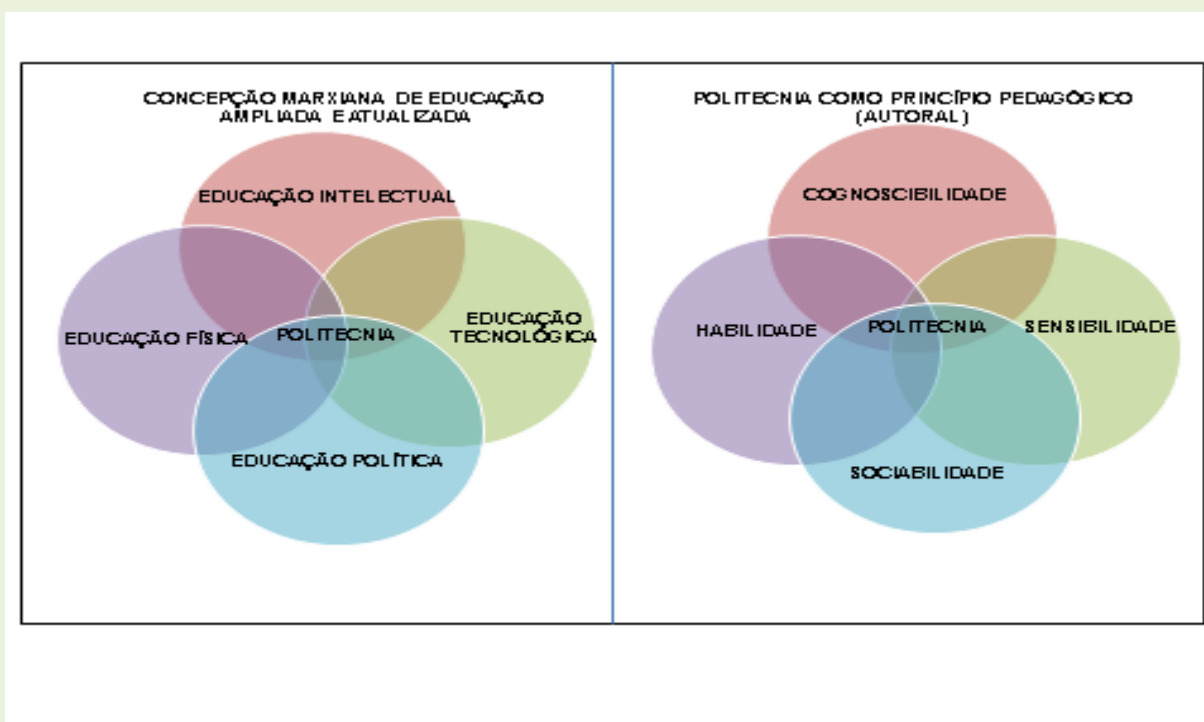 CONCEPÇÃO MARXIANA DE EDUCAÇÃO
AMPLIADA E ATUALIZADA
EDUCAÇÃO INTELECTUAL
EDUCAÇÃO FÍSICA
POLITECNIA
EDUCAÇÃO
TECNOLÓGICA
EDUCAÇÃO POLÍTICA
POLITECNIA COMO PRINCÍPIO PEDAGÓGICO
(AUTORAL)
COGNOSCIBILIDADE
HABILIDADE
POLITECNIA
SENSIBILIDADE
SOCIABILIDADE